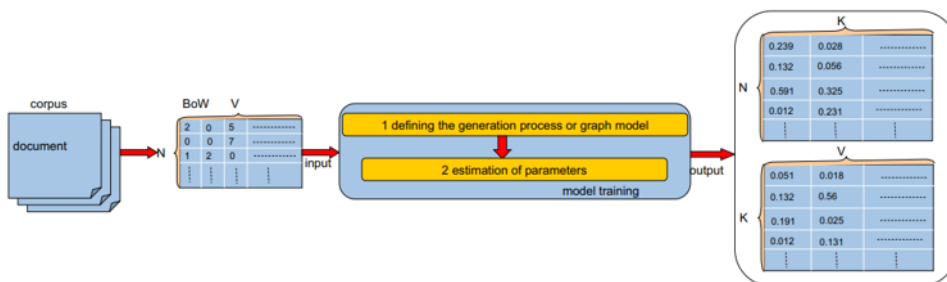 corpus
document
BoW V
N
2 0 5
0 0 7
1 2 0
input
1 defining the generation process or graph model
2 estimation of parameters
model training
output
K
N
0.239 0.028
0.132 0.056
0.591 0.325
0.012 0.231
V
K
0.051 0.018
0.132 0.56
0.191 0.025
0.012 0.131